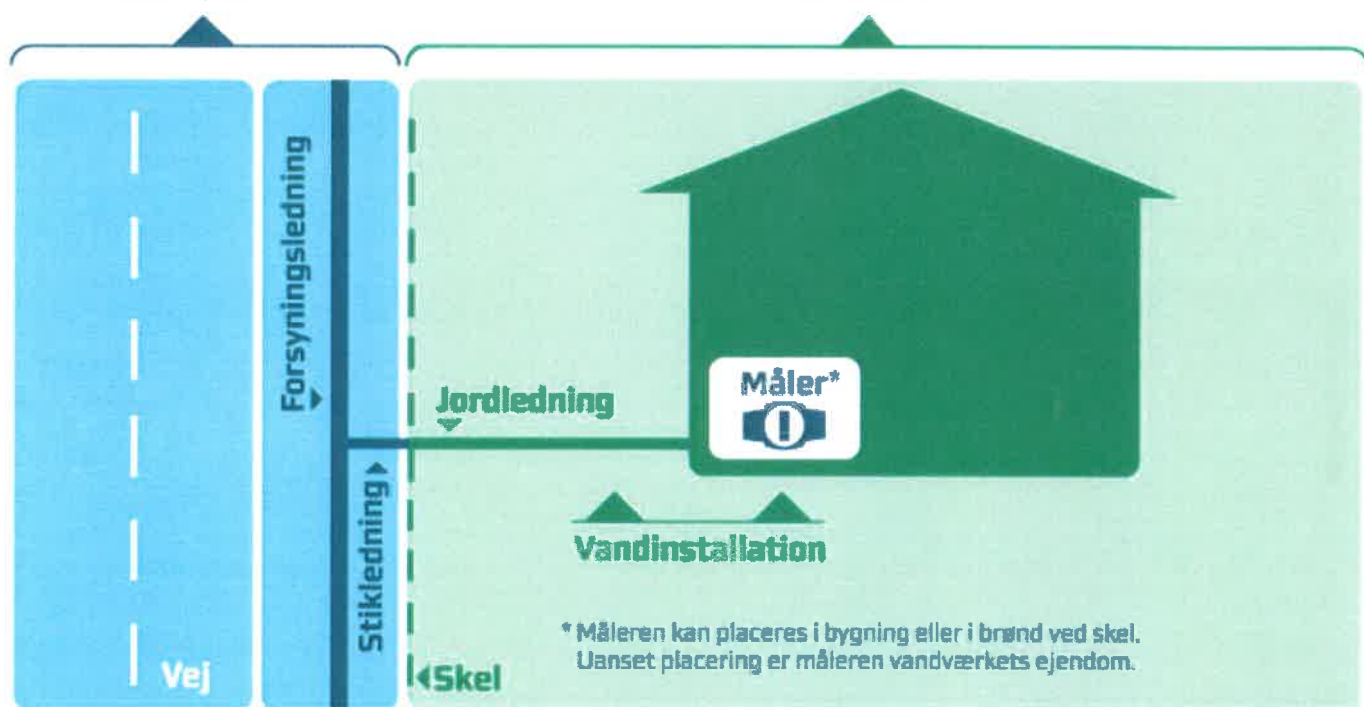 Forsyningsledning
Jordledning
Måler*
Stikledning
Vandinstallation
* Måleren kan placeres i bygning eller i brønd ved skel.
Uanset placering er måleren vandværkets ejendom.
Vej
Skel